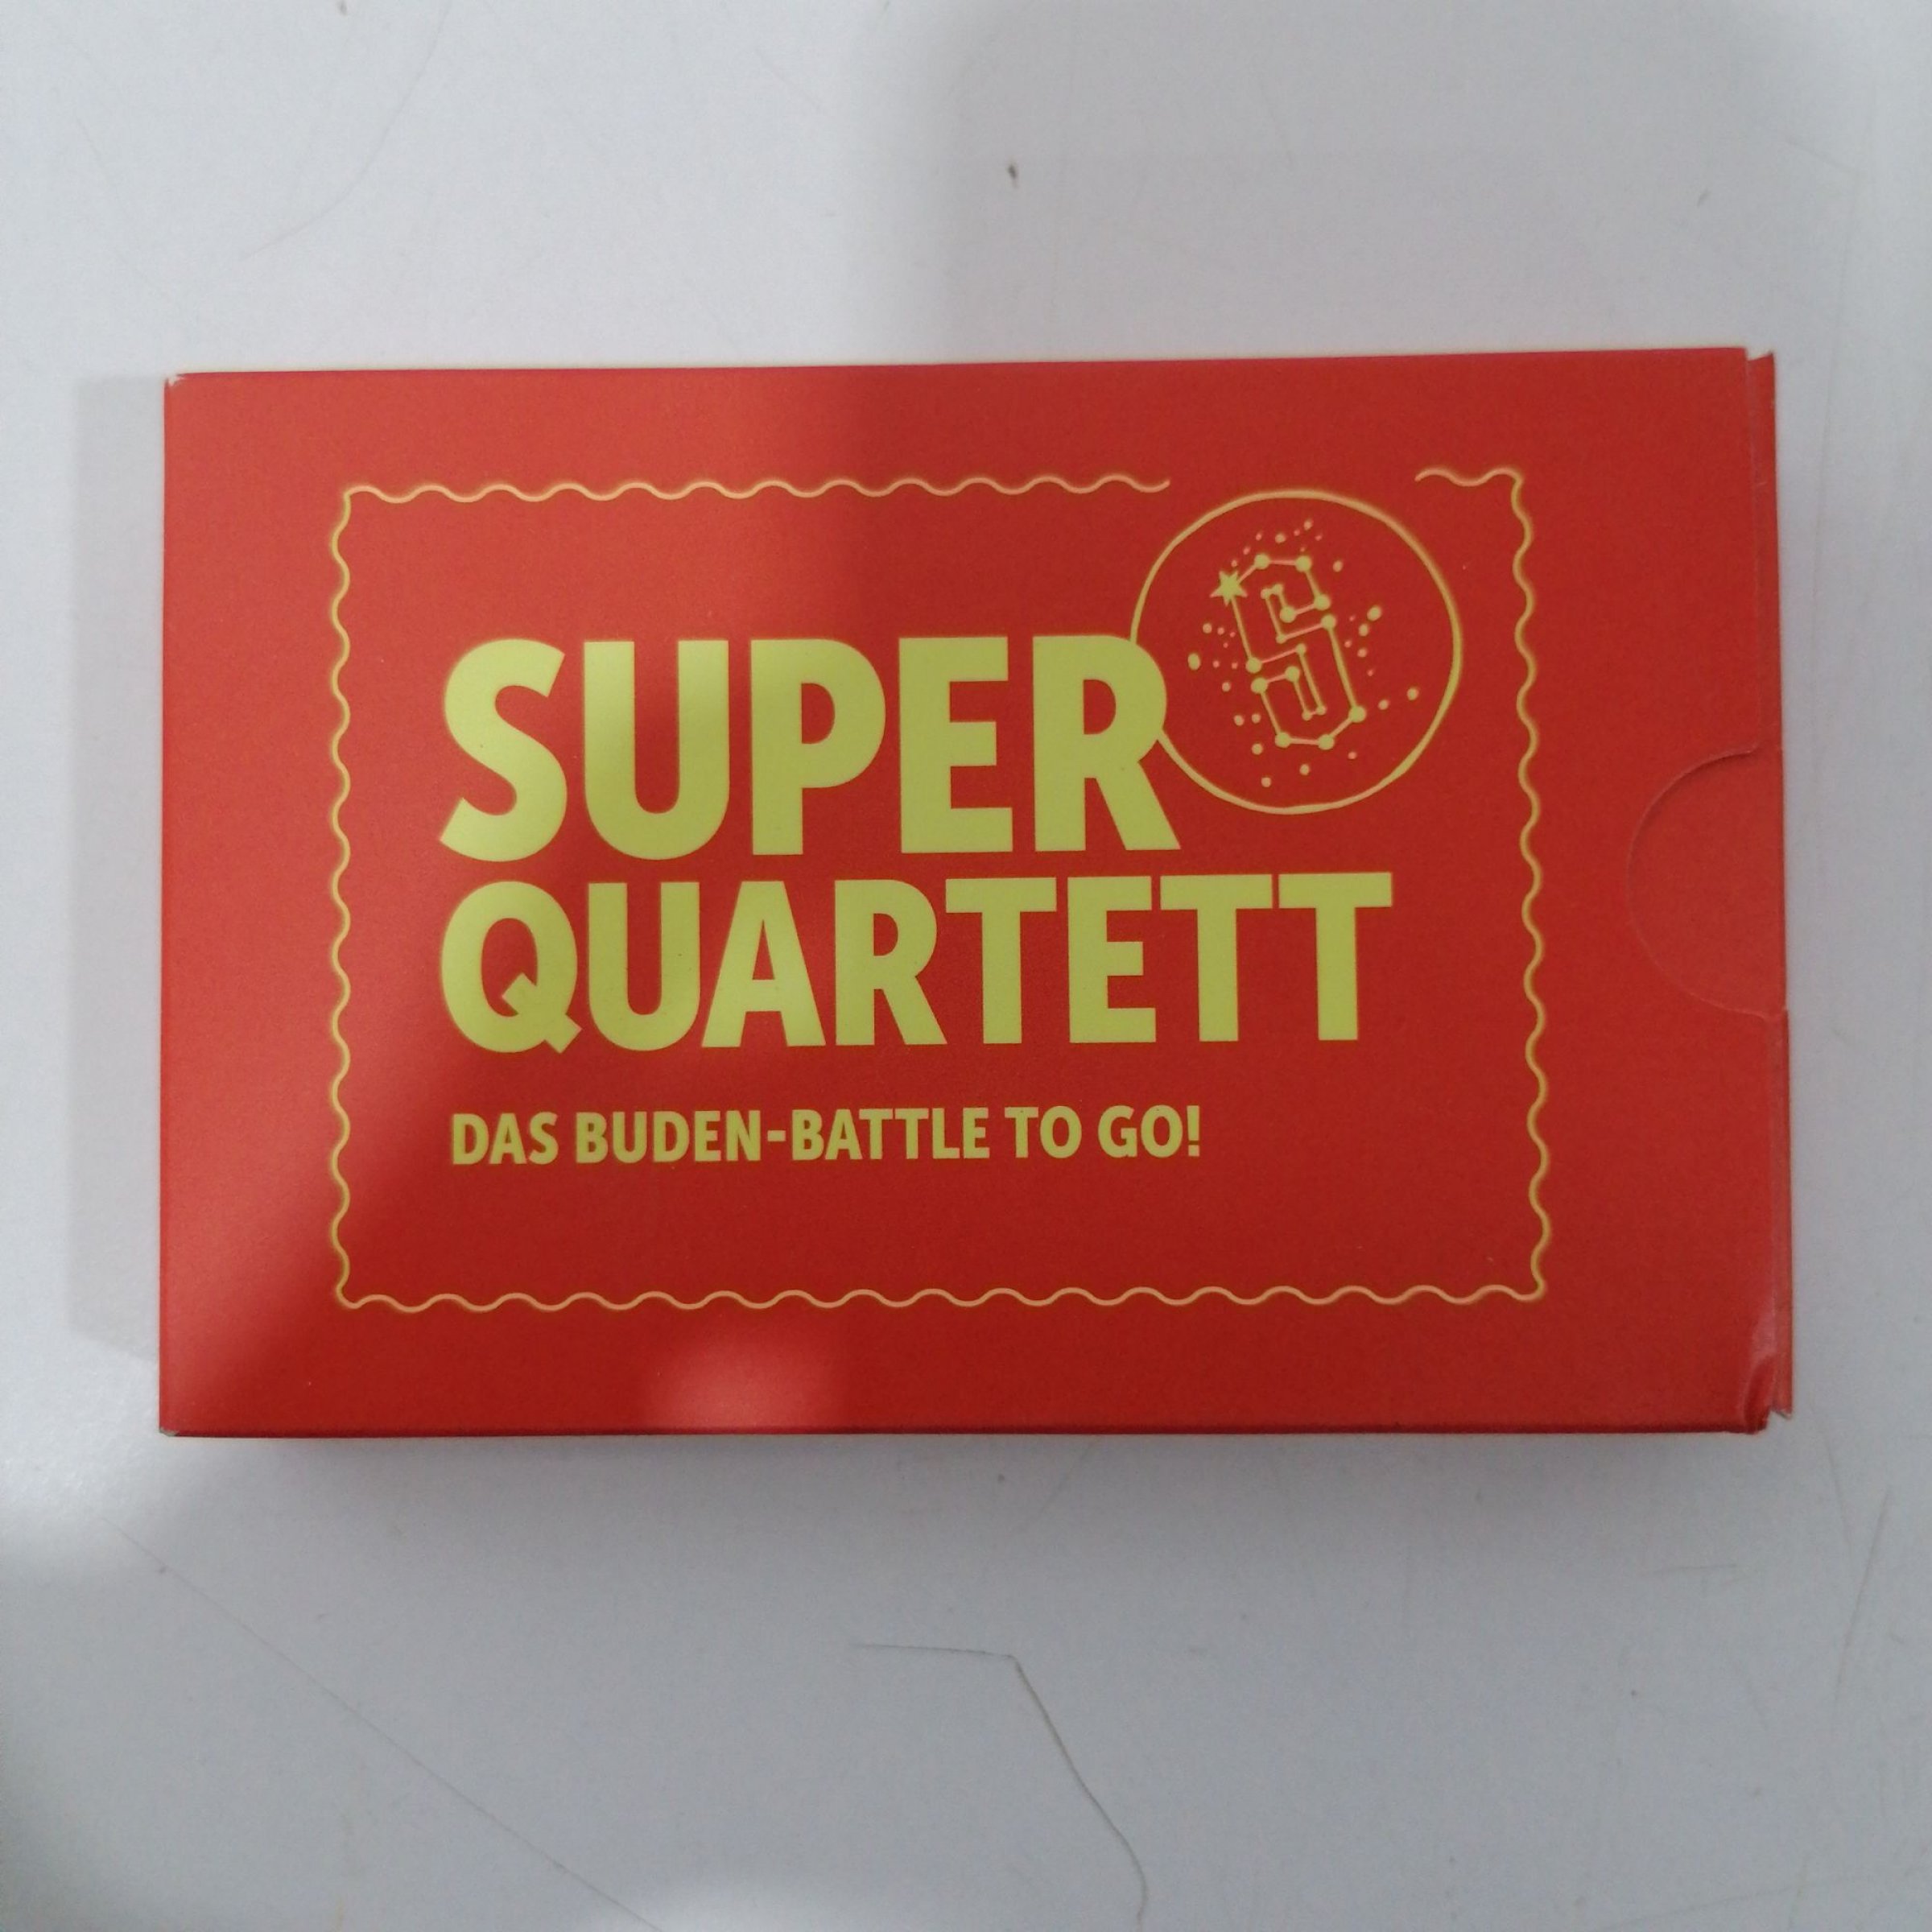 SUPER
QUARTETT
DAS BUDEN-BATTLE TO GO!